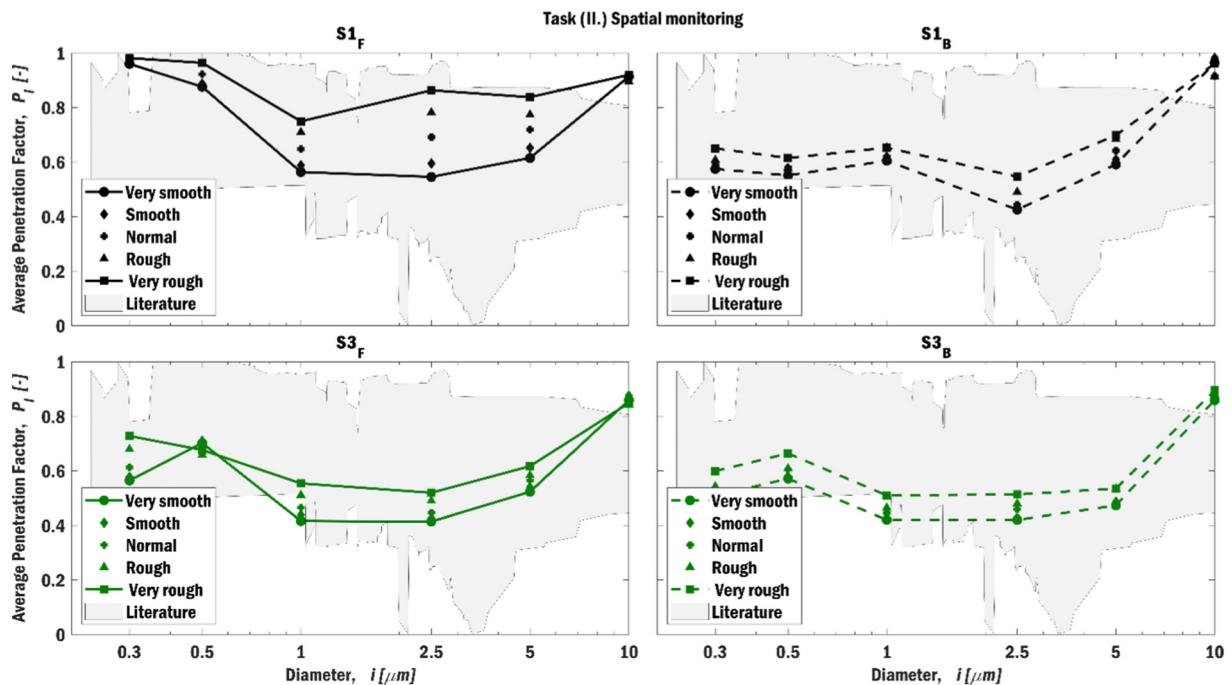 Task (II.) Spatial monitoring
S1F
S1B
Average Penetration Factor, PI [-]
1
0.8
0.6
0.4
0.2
0
Very smooth
Smooth
Normal
Rough
Very rough
Literature
Very smooth
Smooth
Normal
Rough
Very rough
Literature
S3F
S3B
Average Penetration Factor, PI [-]
1
0.8
0.6
0.4
0.2
0
Very smooth
Smooth
Normal
Rough
Very rough
Literature
Very smooth
Smooth
Normal
Rough
Very rough
Literature
0.3 0.5 1 2.5 5 10
0.3 0.5 1 2.5 5 10
Diameter, i [μm]
Diameter, i [μm]